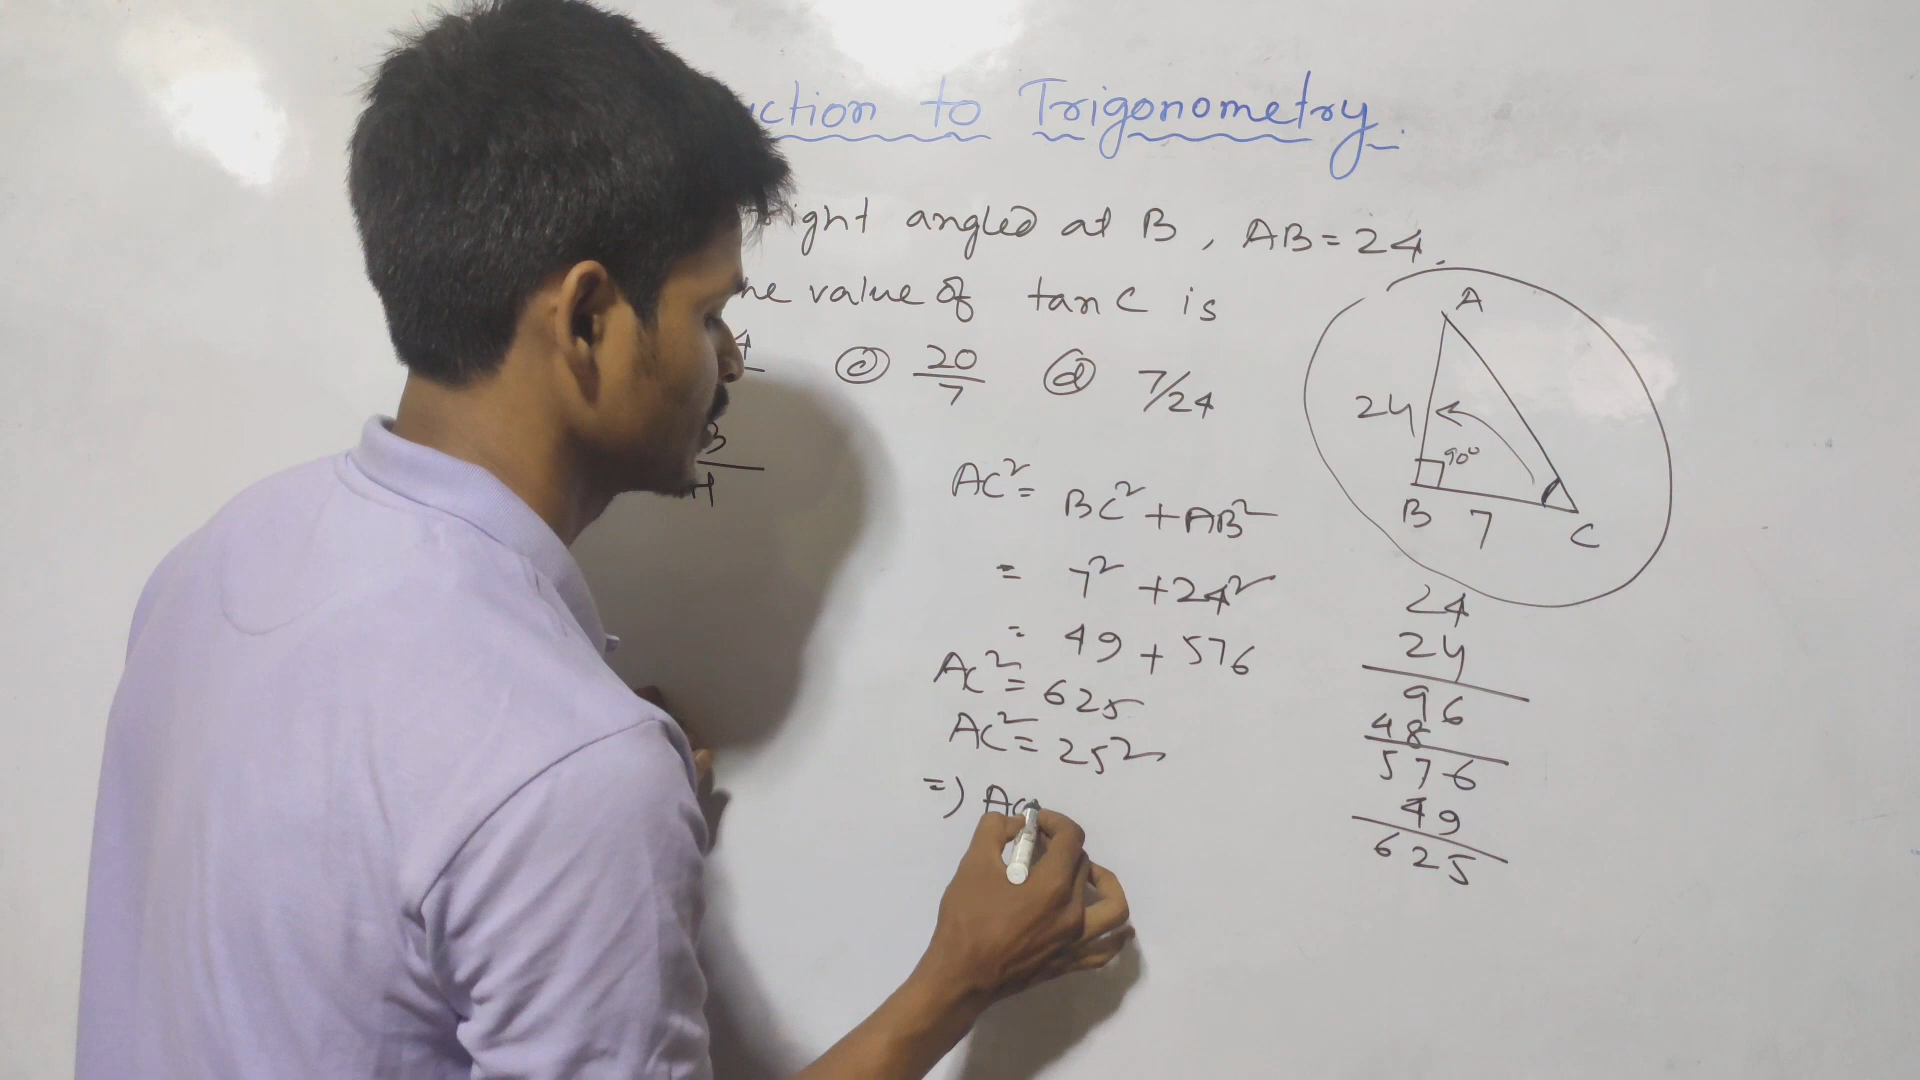 uction to Trigonometry.
right angled at B, AB=24.
he value of tan C is
4
(c) 20/7 (d) 7/24
B
H
AC² = BC² + AB²
= 7² + 24²
= 49 + 576
AC² = 625
AC² = 25²
=) AC
A
24
90°
B 7 C
24
24
96
48
576
49
625